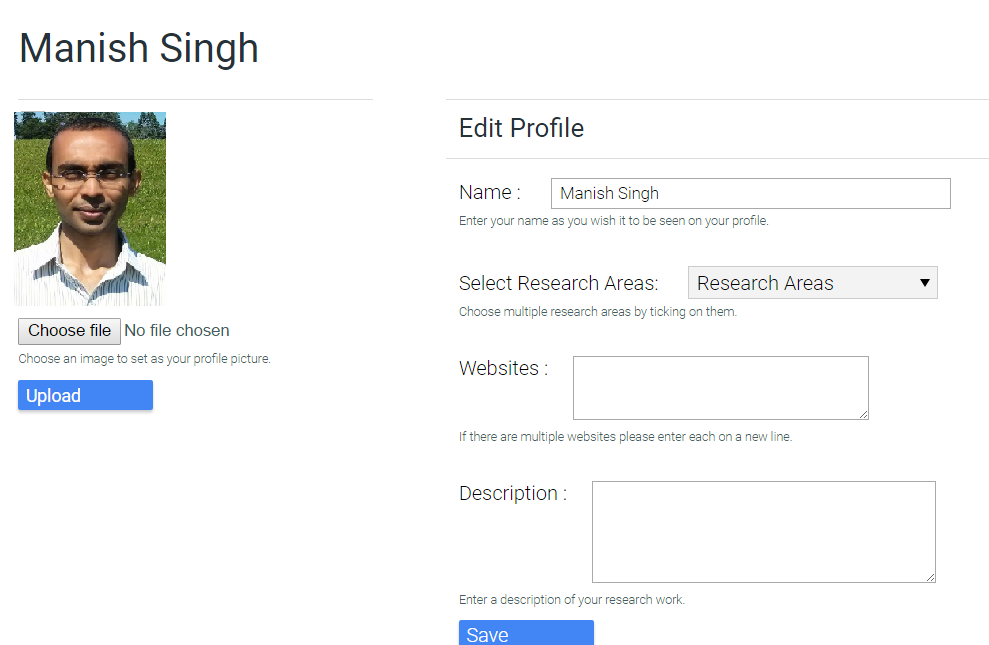 Manish Singh
Choose file No file chosen
Choose an image to set as your profile picture.
Upload
Edit Profile
Name : Manish Singh
Enter your name as you wish it to be seen on your profile.
Select Research Areas: Research Areas
Choose multiple research areas by ticking on them.
Websites :
If there are multiple websites please enter each on a new line.
Description :
Enter a description of your research work.
Save